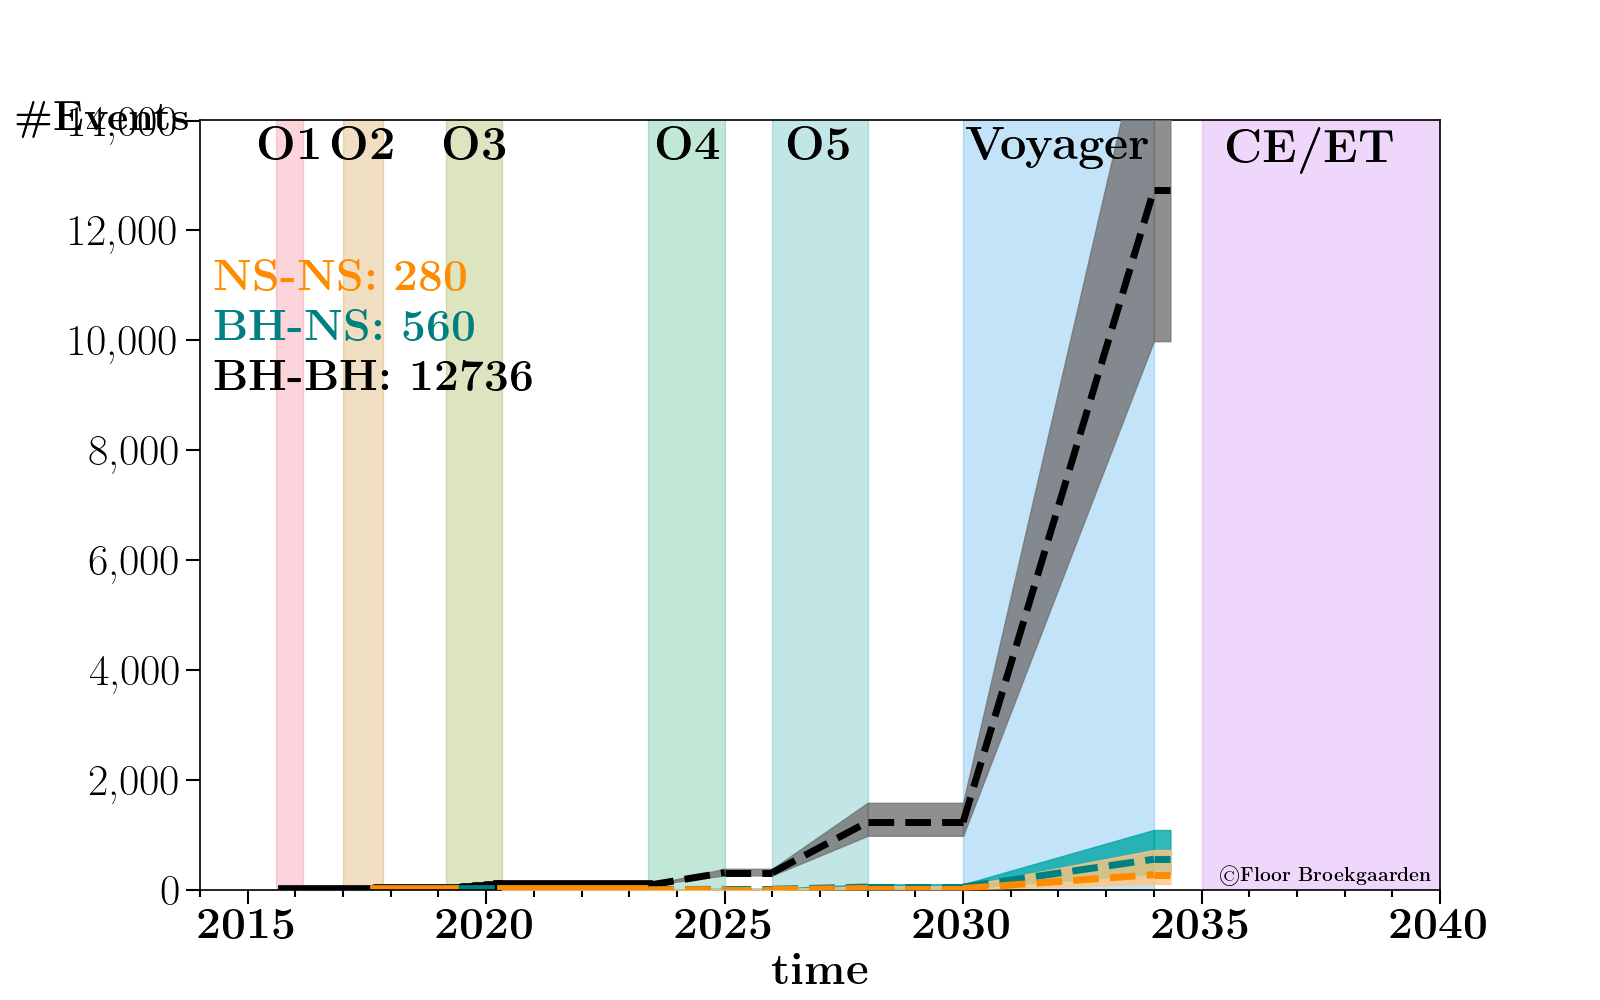 #Events
14,000
O1 O2 O3 O4 O5 Voyager CE/ET
12,000
NS-NS: 280
BH-NS: 560
10,000
BH-BH: 12736
8,000
6,000
4,000
2,000
©Floor Broekgaarden
0
2015 2020 2025 2030 2035 2040
time